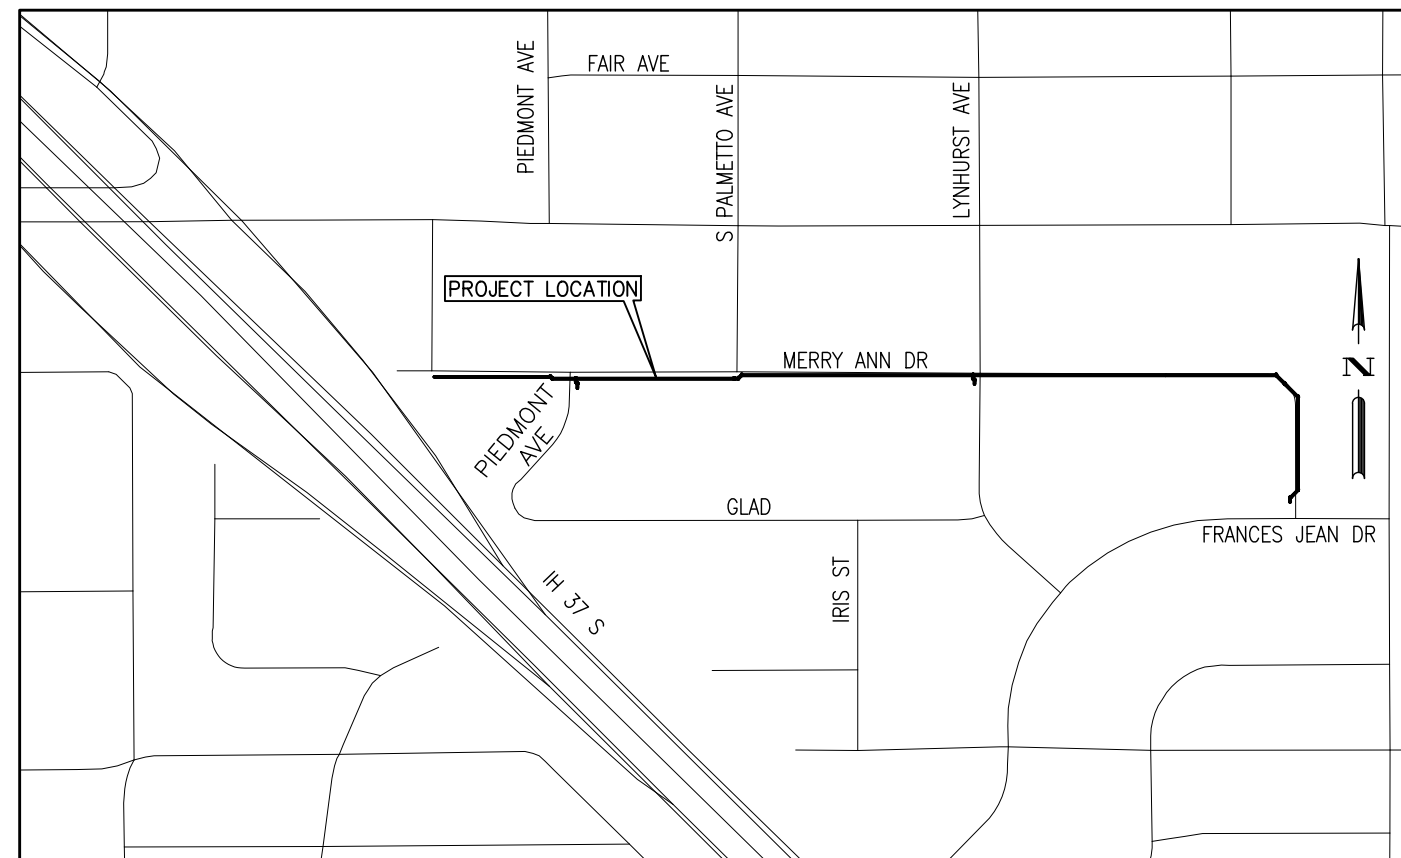 PIEDMONT AVE
FAIR AVE
S PALMETTO AVE
LYNHURST AVE
PROJECT LOCATION
MERRY ANN DR
N
PIEDMONT
AVE
GLAD
FRANCES JEAN DR
IRIS ST
IH 37 S